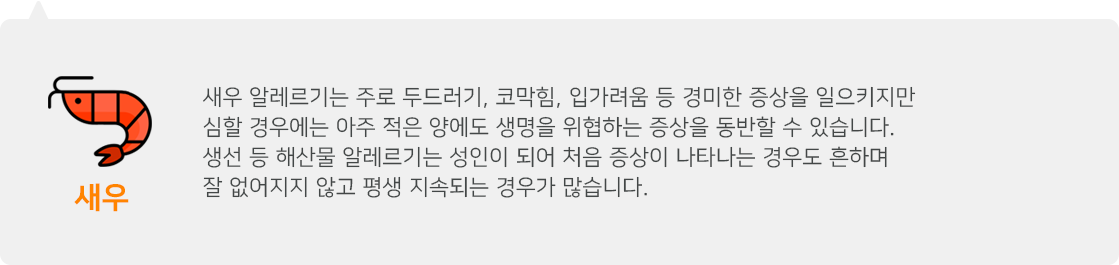 새우 알레르기는 주로 두드러기, 코막힘, 입가려움 등 경미한 증상을 일으키지만
심할 경우에는 아주 적은 양에도 생명을 위협하는 증상을 동반할 수 있습니다.
생선 등 해산물 알레르기는 성인이 되어 처음 증상이 나타나는 경우도 흔하며
잘 없어지지 않고 평생 지속되는 경우가 많습니다.
새우